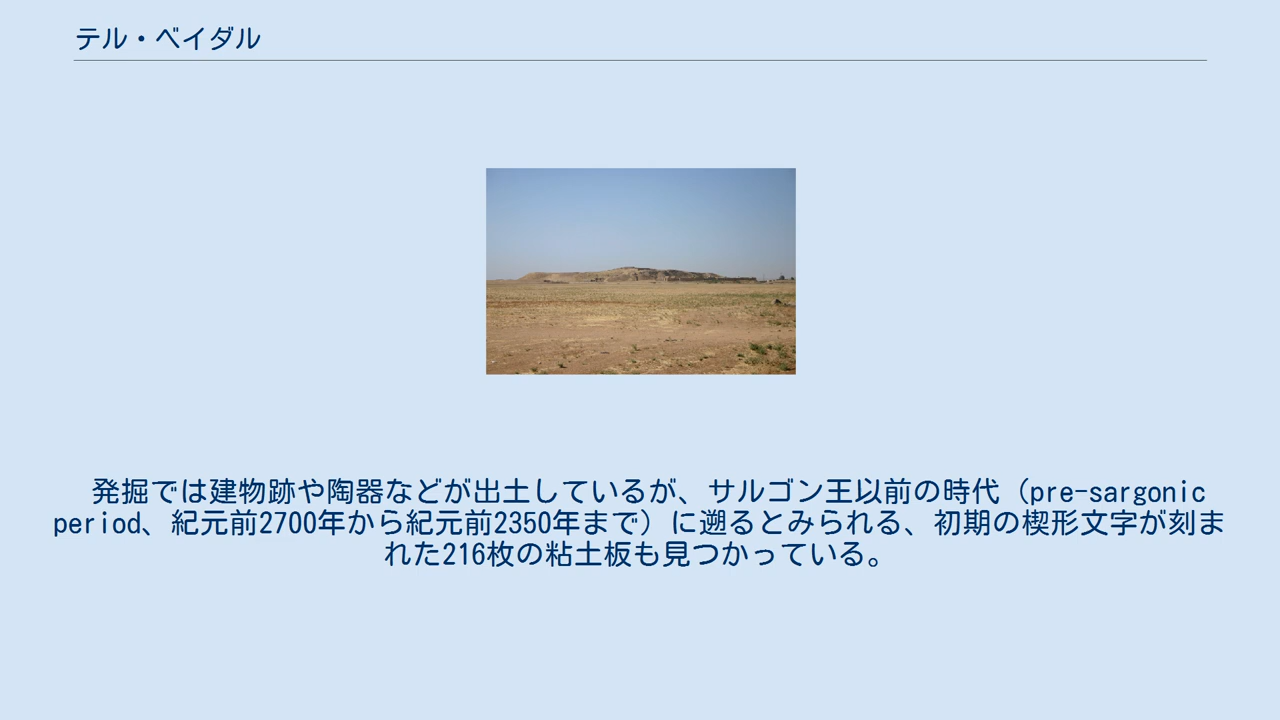 テル・ベイダル
発掘では建物跡や陶器などが出土しているが、サルゴン王以前の時代（pre-sargonic
period、紀元前2700年から紀元前2350年まで）に遡るとみられる、初期の楔形文字が刻ま
れた216枚の粘土板も見つかっている。